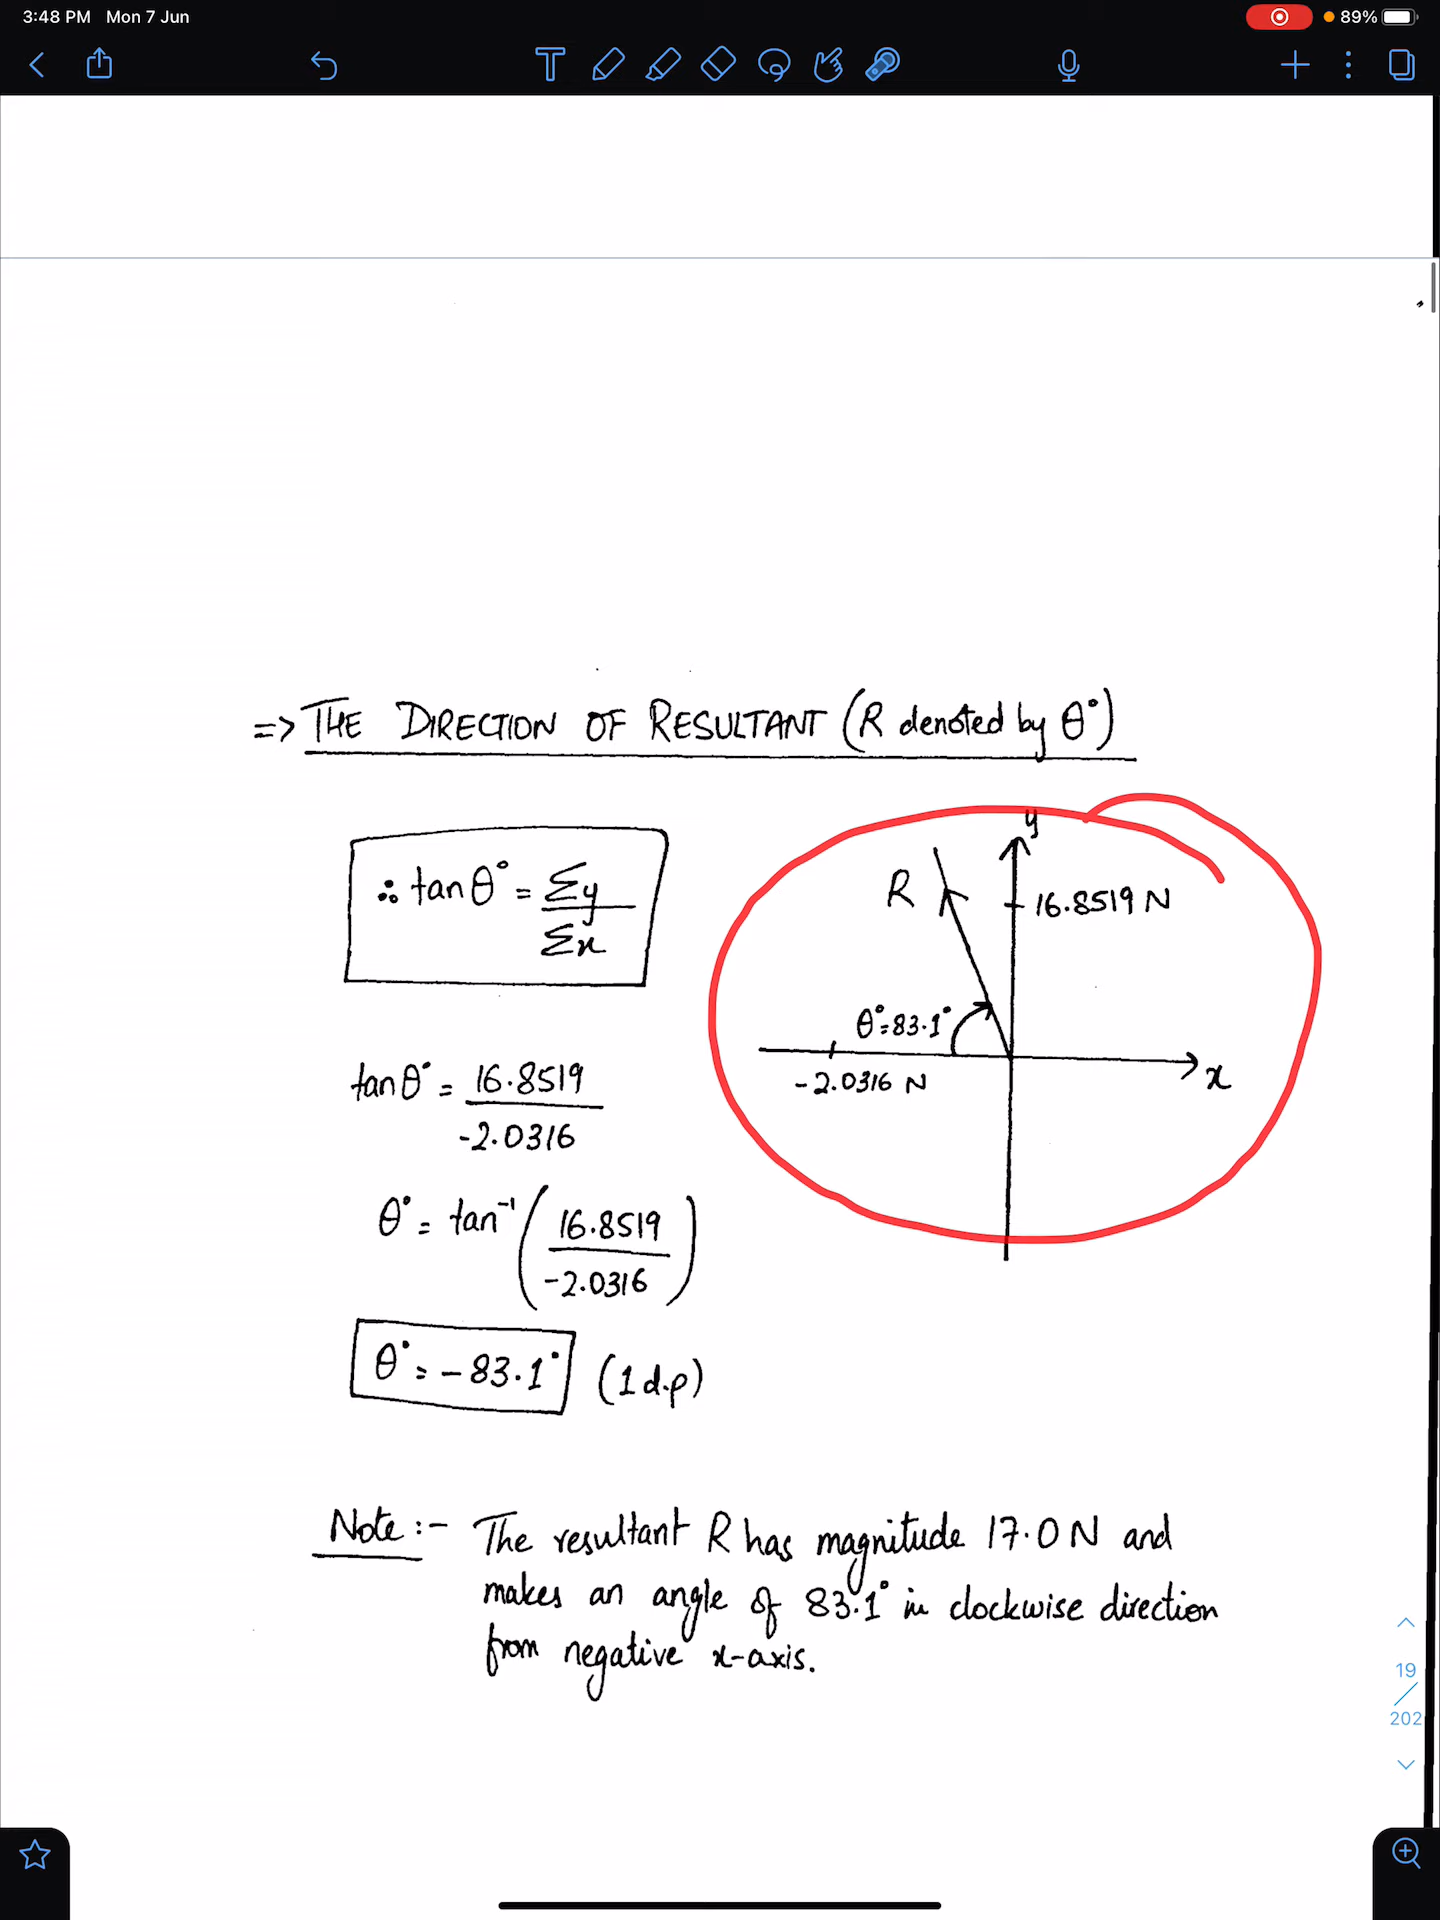 3:48 PM Mon 7 Jun
89%
=> THE DIRECTION OF RESULTANT (R denoted by θ°)
∴ tanθ° = Σy / Σx
y
R
16.8519 N
θ°=83.1°
-2.0316 N
x
tanθ° = 16.8519 / -2.0316
θ° = tan⁻¹ (16.8519 / -2.0316)
θ° = -83.1° (1 d.p)
Note :- The resultant R has magnitude 17.0 N and
makes an angle of 83.1° in clockwise direction
from negative x-axis.
19
/
202